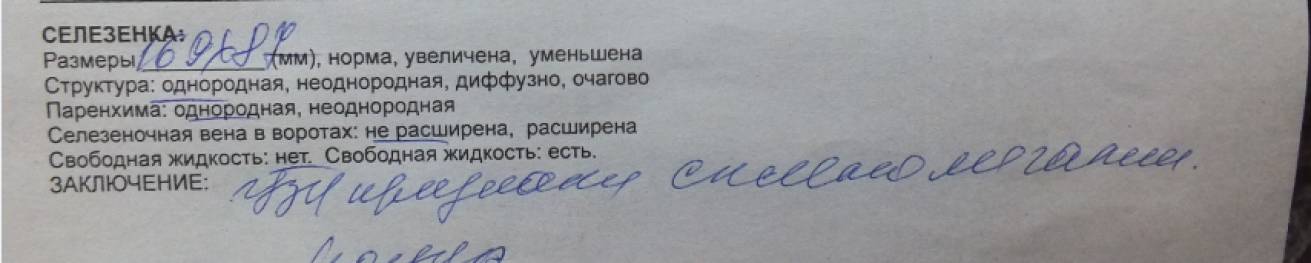 СЕЛЕЗЕНКА:
Размеры 169х87 (мм), норма, увеличена, уменьшена
Структура: однородная, неоднородная, диффузно, очагово
Паренхима: однородная, неоднородная
Селезеночная вена в воротах: не расширена, расширена
Свободная жидкость: нет. Свободная жидкость: есть.
ЗАКЛЮЧЕНИЕ: УЗИ признаки спленомегалии.